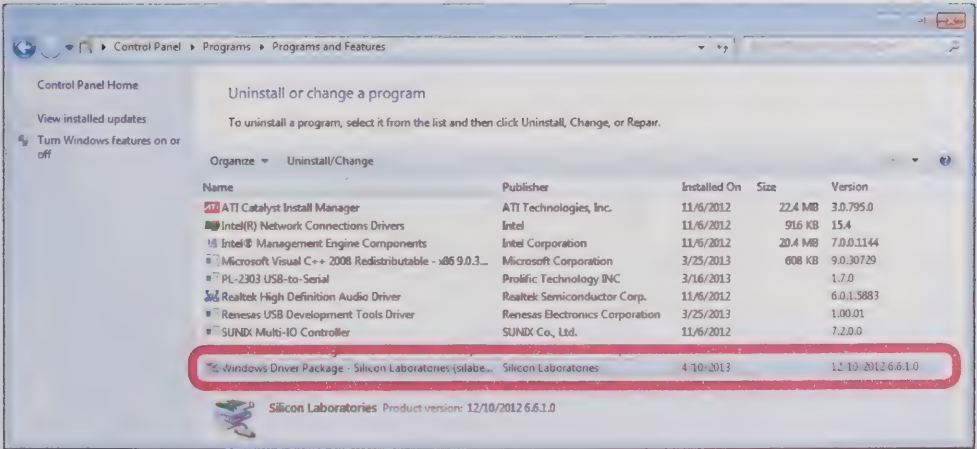 Control Panel ▸ Programs ▸ Programs and Features
Control Panel Home
View installed updates
Turn Windows features on or
off
Uninstall or change a program
To uninstall a program, select it from the list and then click Uninstall, Change, or Repair.
Organize Uninstall/Change
Name Publisher Installed On Size Version
ATI Catalyst Install Manager ATI Technologies, Inc. 11/6/2012 22.4 MB 3.0.795.0
Intel(R) Network Connections Drivers Intel 11/6/2012 916 KB 15.4
Intel® Management Engine Components Intel Corporation 11/6/2012 20.4 MB 7.0.0.1144
Microsoft Visual C++ 2008 Redistributable - x86 9.0.3... Microsoft Corporation 3/25/2013 608 KB 9.0.30729
PL-2303 USB-to-Serial Prolific Technology INC 3/16/2013 1.7.0
Realtek High Definition Audio Driver Realtek Semiconductor Corp. 11/6/2012 6.0.1.5883
Renesas USB Development Tools Driver Renesas Electronics Corporation 3/25/2013 1.00.01
SUNIX Multi-IO Controller SUNIX Co., Ltd. 11/6/2012 7.2.0.0
Windows Driver Package - Silicon Laboratories (silabe... Silicon Laboratories 4-10-2013 12-10-2012 6.6.1.0
Silicon Laboratories Product version: 12/10/2012 6.6.1.0